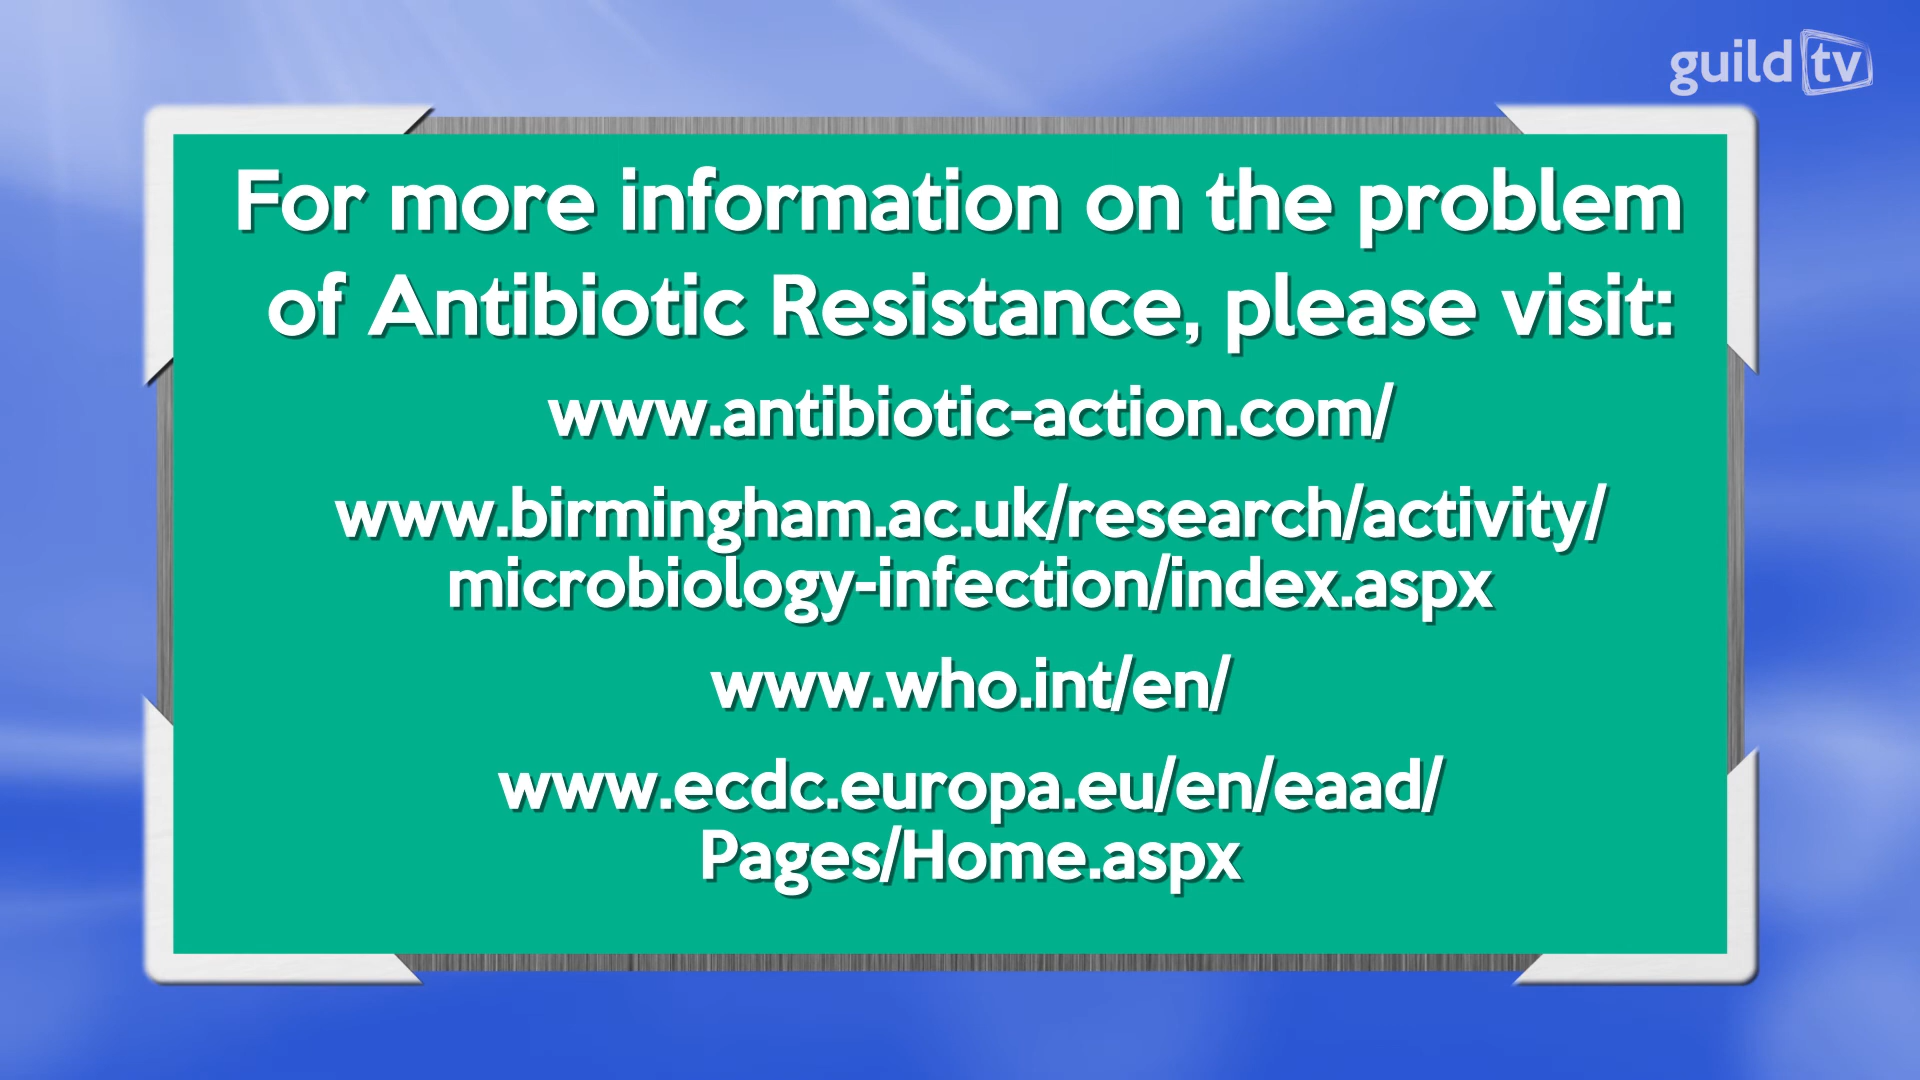 guild tv
For more information on the problem
of Antibiotic Resistance, please visit:
www.antibiotic-action.com/
www.birmingham.ac.uk/research/activity/
microbiology-infection/index.aspx
www.who.int/en/
www.ecdc.europa.eu/en/eaad/
Pages/Home.aspx